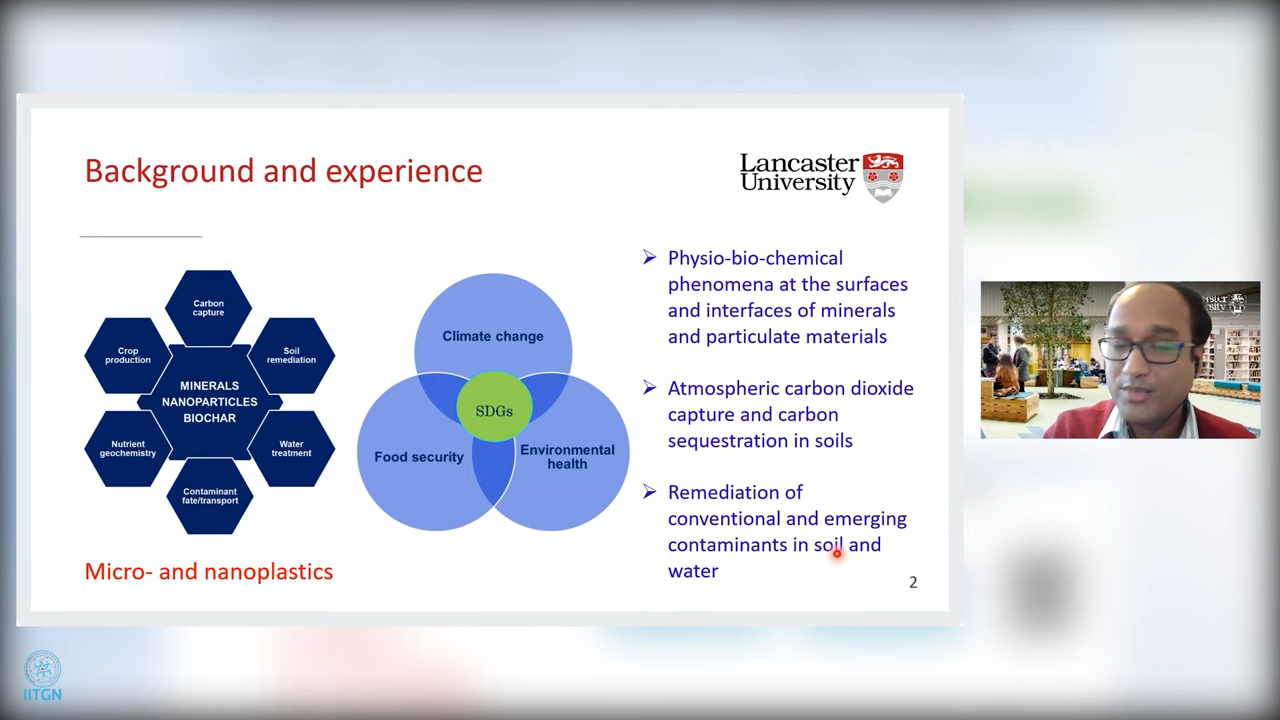 Background and experience
Lancaster
University
Carbon
capture
Crop
production
Soil
remediation
MINERALS
NANOPARTICLES
BIOCHAR
Nutrient
geochemistry
Water
treatment
Contaminant
fate/transport
Micro- and nanoplastics
Climate change
SDGs
Food security
Environmental
health
Physio-bio-chemical
phenomena at the surfaces
and interfaces of minerals
and particulate materials
Atmospheric carbon dioxide
capture and carbon
sequestration in soils
Remediation of
conventional and emerging
contaminants in soil and
water
2
IITGN